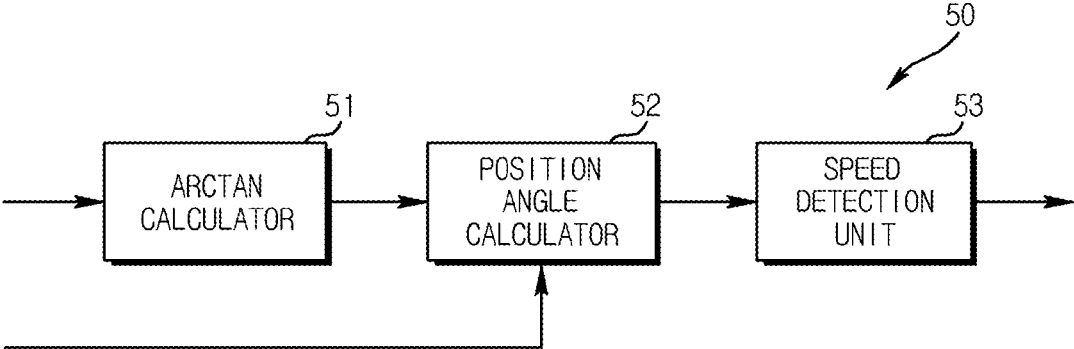 50
51
52
53
ARCTAN
CALCULATOR
POSITION
ANGLE
CALCULATOR
SPEED
DETECTION
UNIT